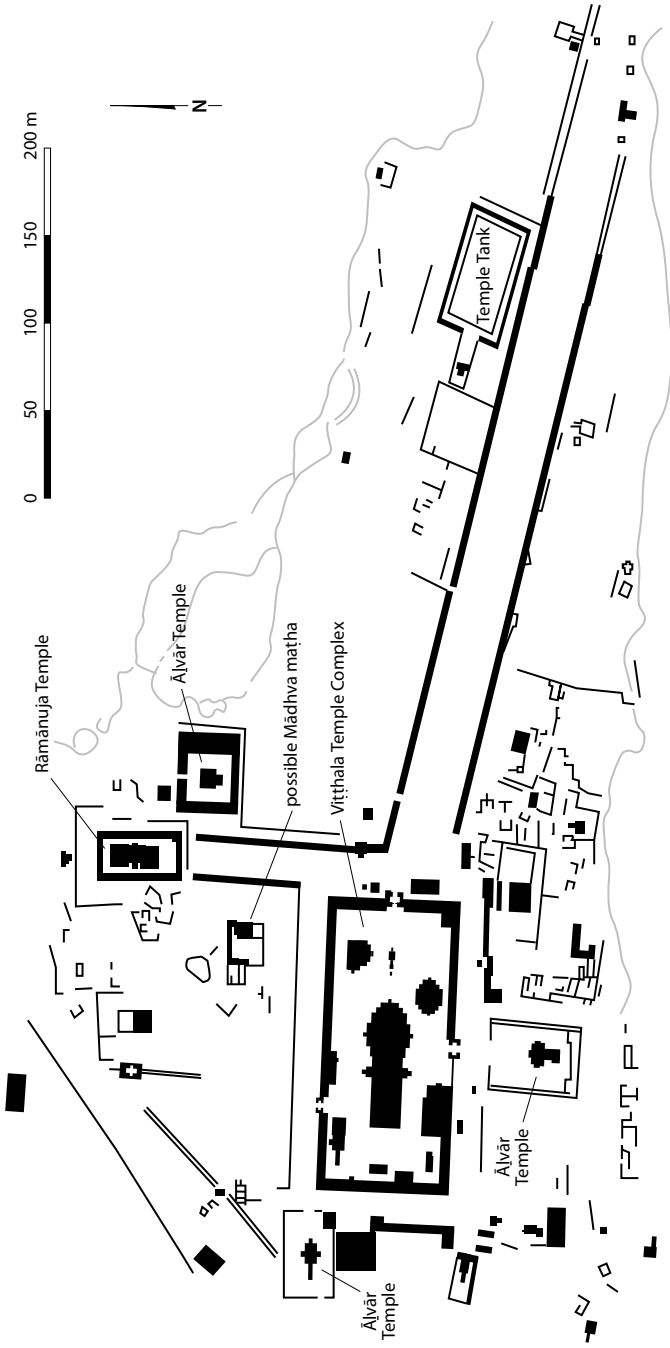 0 50 100 150 200 m
N
Rāmānuja Temple
Āḻvār Temple
possible Mādhva maṭha
Viṭṭhala Temple Complex
Temple Tank
Āḻvār
Temple
Āḻvār
Temple